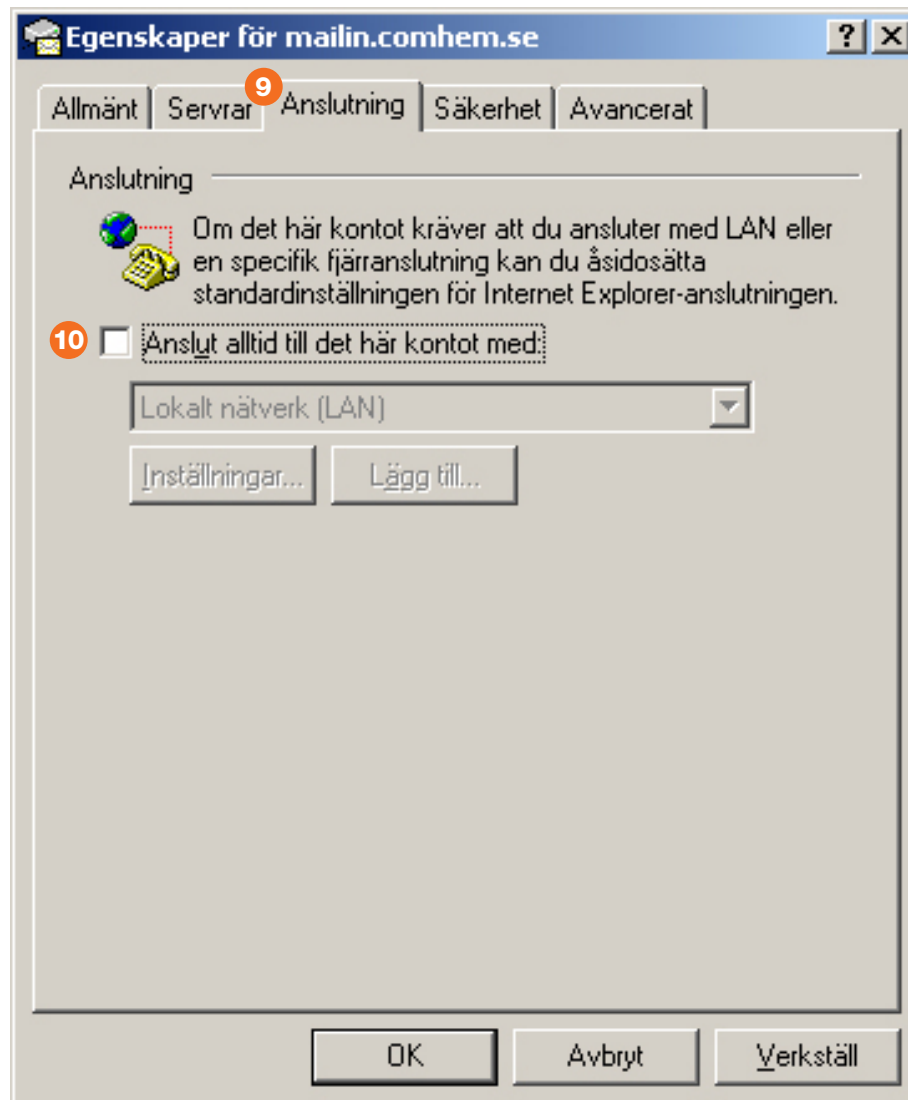 Egenskaper för mailin.comhem.se
9
Allmänt Servrar Anslutning Säkerhet Avancerat
Anslutning
Om det här kontot kräver att du ansluter med LAN eller
en specifik fjärranslutning kan du åsidosätta
standardinställningen för Internet Explorer-anslutningen.
10 Anslut alltid till det här kontot med:
Lokalt nätverk (LAN)
Inställningar... Lägg till...
OK Avbryt Verkställ